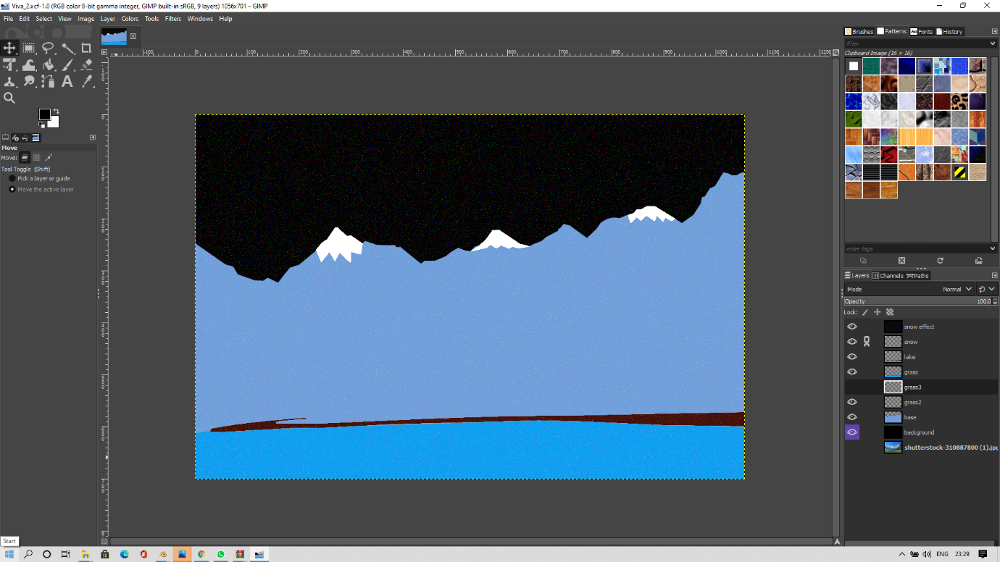 Viva_2.xcf-1.0 (RGB color 8-bit gamma integer, GIMP built-in sRGB, 9 layers) 1056x701 – GIMP
File Edit Select View Image Layer Colors Tools Filters Windows Help
Brushes Patterns Fonts History
filter
Clipboard Image (16 × 16)
-100 0 100 200 300 400 500 600 700 800 900 1000 1100 1200
Move
Move:
Tool Toggle (Shift)
Pick a layer or guide
Move the active layer
enter tags
Layers Channels Paths
Mode Normal
Opacity 100.0
Lock:
snow effect
snow
lake
grass
grass3
grass2
base
background
shutterstock-310887800 (1).jpg
Start
ENG 23:29